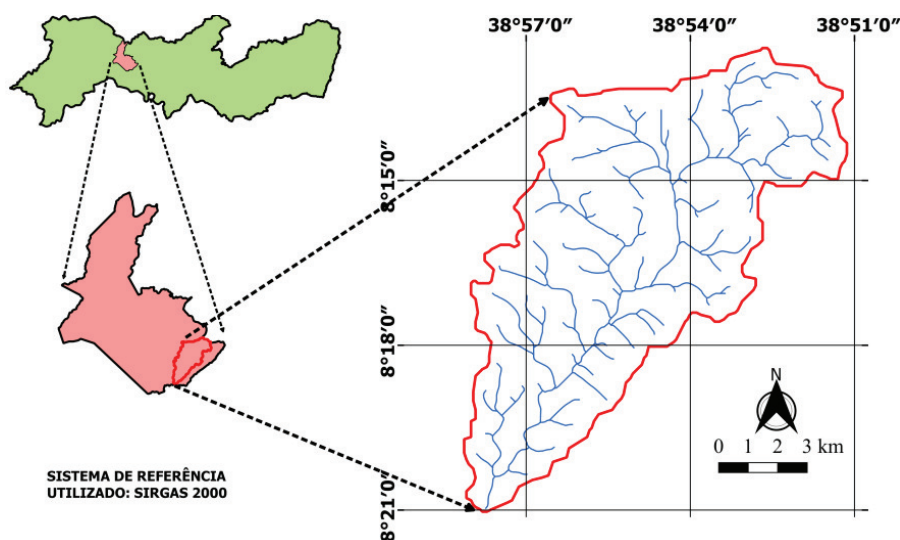 38°57′0″ 38°54′0″ 38°51′0″
8°15′0″
8°18′0″
8°21′0″
N
0 1 2 3 km
SISTEMA DE REFERÊNCIA
UTILIZADO: SIRGAS 2000